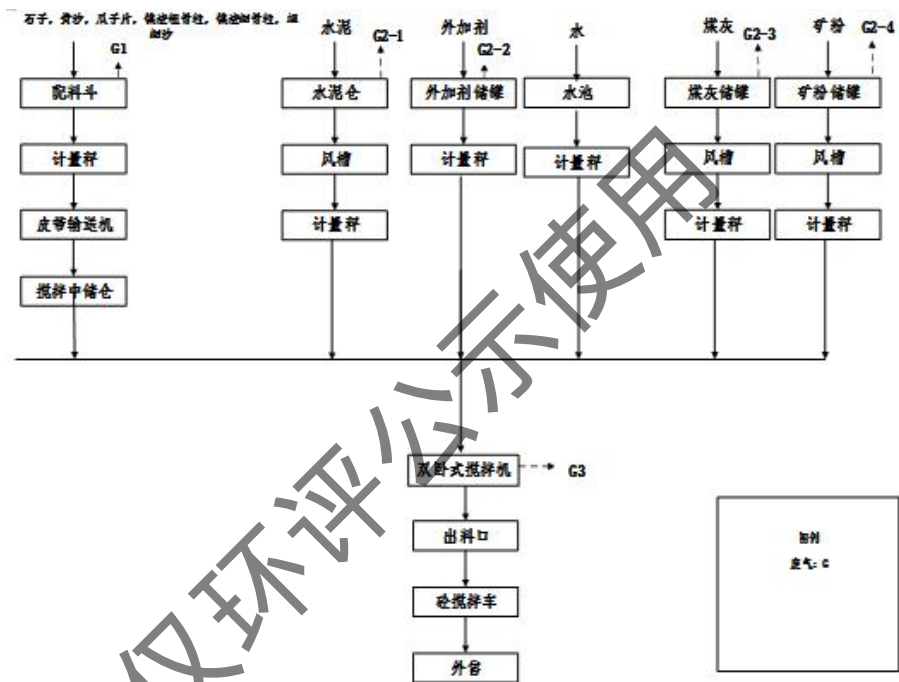 石子，黄沙，瓜子片，镍渣粗骨粒，镍渣细骨粒，细
G1
水泥
G2-1
外加剂
G2-2
水
煤灰
G2-3
矿粉
G2-4
配料斗
水泥仓
外加剂储罐
水池
煤灰储罐
矿粉储罐
计量秤
风槽
计量秤
计量秤
风槽
风槽
皮带输送机
计量秤
计量秤
计量秤
搅拌中储仓
双卧式搅拌机
G3
出料口
砼搅拌车
外售
图例
废气：G
仅环评公示使用